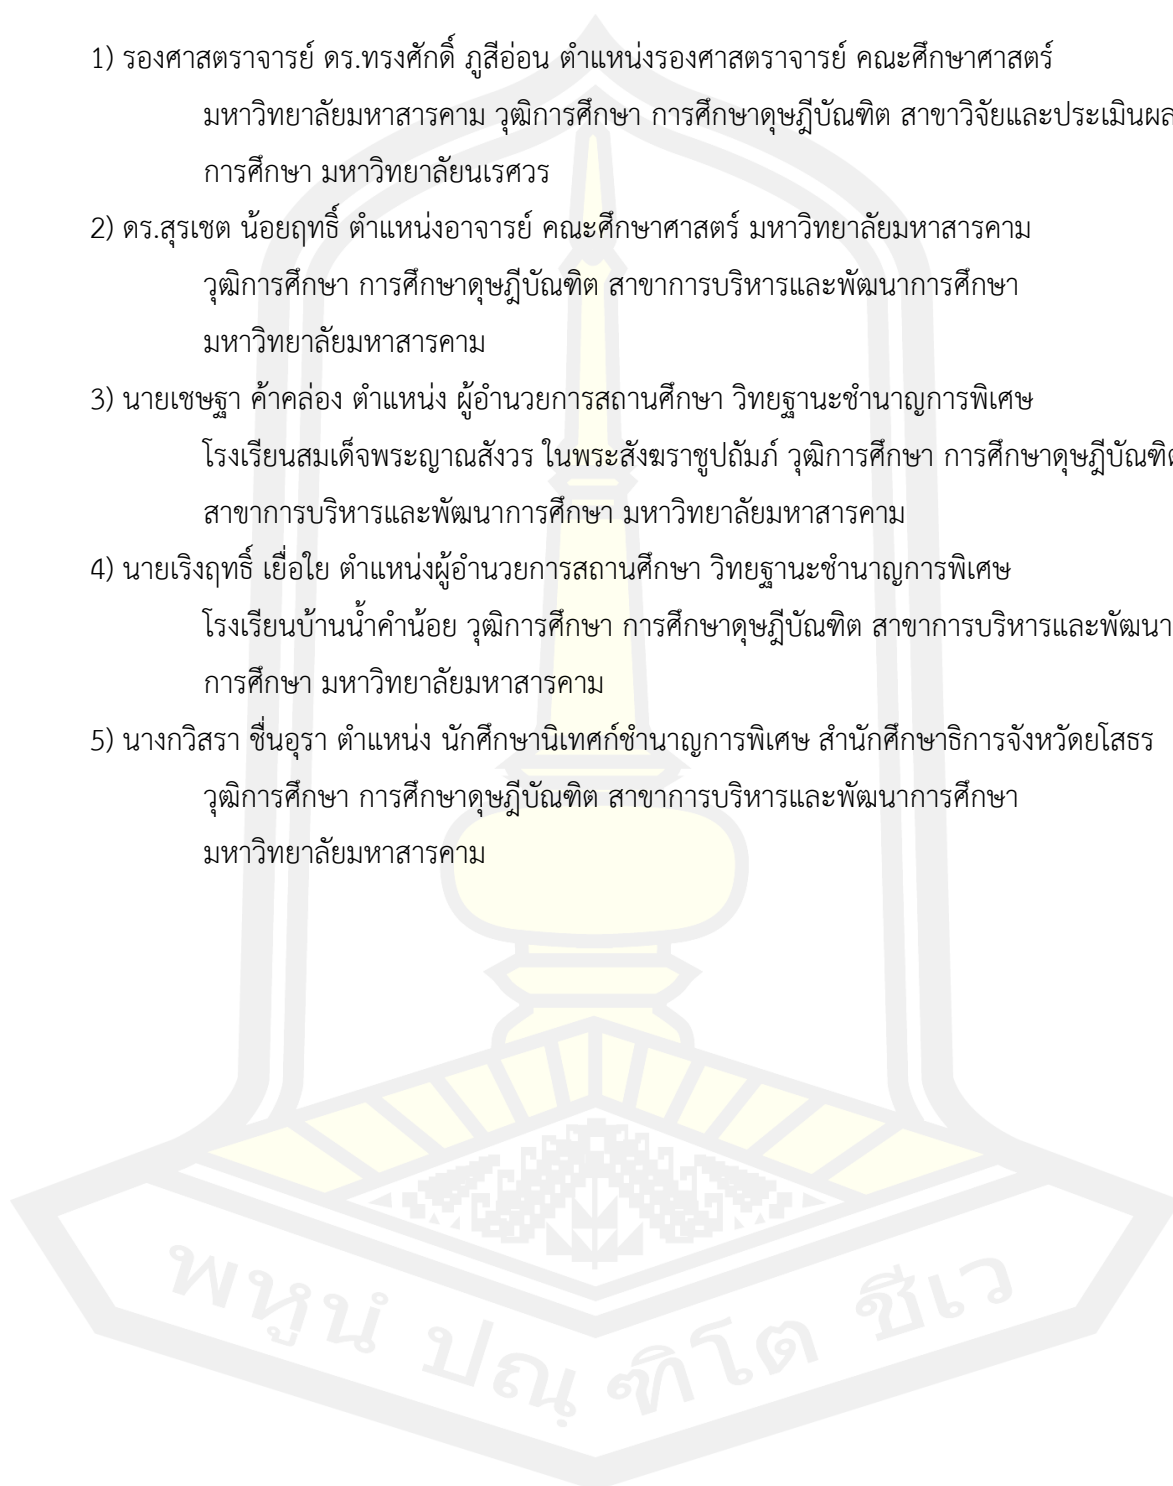 1) รองศาสตราจารย์ ดร.ทรงศักดิ์ ภูสีอ่อน ตำแหน่งรองศาสตราจารย์ คณะศึกษาศาสตร์
มหาวิทยาลัยมหาสารคาม วุฒิการศึกษา การศึกษาดุษฎีบัณฑิต สาขาวิจัยและประเมินผล
การศึกษา มหาวิทยาลัยนเรศวร
2) ดร.สุรเชต น้อยฤทธิ์ ตำแหน่งอาจารย์ คณะศึกษาศาสตร์ มหาวิทยาลัยมหาสารคาม
วุฒิการศึกษา การศึกษาดุษฎีบัณฑิต สาขาการบริหารและพัฒนาการศึกษา
มหาวิทยาลัยมหาสารคาม
3) นายเชษฐา ค้าคล่อง ตำแหน่ง ผู้อำนวยการสถานศึกษา วิทยฐานะชำนาญการพิเศษ
โรงเรียนสมเด็จพระญาณสังวร ในพระสังฆราชูปถัมภ์ วุฒิการศึกษา การศึกษาดุษฎีบัณฑิต
สาขาการบริหารและพัฒนาการศึกษา มหาวิทยาลัยมหาสารคาม
4) นายเริงฤทธิ์ เยื่อใย ตำแหน่งผู้อำนวยการสถานศึกษา วิทยฐานะชำนาญการพิเศษ
โรงเรียนบ้านน้ำคำน้อย วุฒิการศึกษา การศึกษาดุษฎีบัณฑิต สาขาการบริหารและพัฒนา
การศึกษา มหาวิทยาลัยมหาสารคาม
5) นางกวิสรา ชื่นอุรา ตำแหน่ง นักศึกษานิเทศก์ชำนาญการพิเศษ สำนักศึกษาธิการจังหวัดยโสธร
วุฒิการศึกษา การศึกษาดุษฎีบัณฑิต สาขาการบริหารและพัฒนาการศึกษา
มหาวิทยาลัยมหาสารคาม
พหูนํ ปณฺฑิโต ชีเว